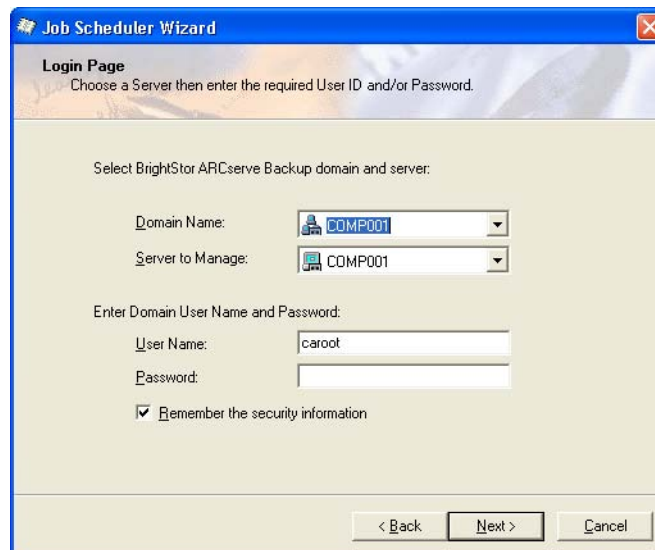 Job Scheduler Wizard
Login Page
Choose a Server then enter the required User ID and/or Password.
Select BrightStor ARCserve Backup domain and server:
Domain Name: COMP001
Server to Manage: COMP001
Enter Domain User Name and Password:
User Name: caroot
Password:
Remember the security information
< Back Next > Cancel